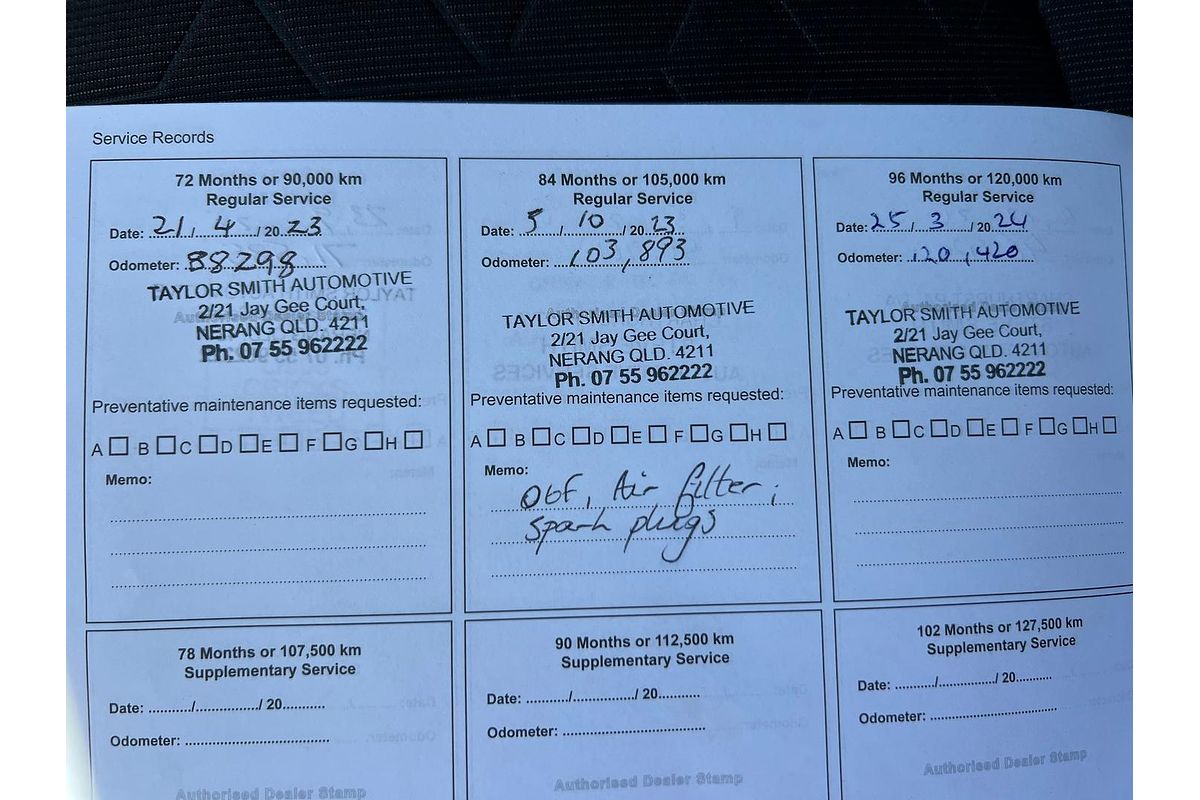 Service Records
72 Months or 90,000 km
Regular Service
Date: 21 / 4 / 20 23
Odometer: 88298
TAYLOR SMITH AUTOMOTIVE
2/21 Jay Gee Court,
Authorised Dealer Stamp
NERANG QLD. 4211
Ph. 07 55 962222
Preventative maintenance items requested:
A B C D E F G H
Memo:
84 Months or 105,000 km
Regular Service
Date: 5 / 10 / 20 23
Odometer: 103,893
TAYLOR SMITH AUTOMOTIVE
2/21 Jay Gee Court,
NERANG QLD. 4211
Ph. 07 55 962222
Preventative maintenance items requested:
A B C D E F G H
Memo:
OGF, Air filter;
spark plugs
96 Months or 120,000 km
Regular Service
Date: 25 / 3 / 20 24
Odometer: 120,420
TAYLOR SMITH AUTOMOTIVE
2/21 Jay Gee Court,
NERANG QLD. 4211
Ph. 07 55 962222
Preventative maintenance items requested:
A B C D E F G H
Memo:
78 Months or 107,500 km
Supplementary Service
Date: / / 20
Odometer:
Authorised Dealer Stamp
90 Months or 112,500 km
Supplementary Service
Date: / / 20
Odometer:
Authorised Dealer Stamp
102 Months or 127,500 km
Supplementary Service
Date: / / 20
Odometer:
Authorised Dealer Stamp